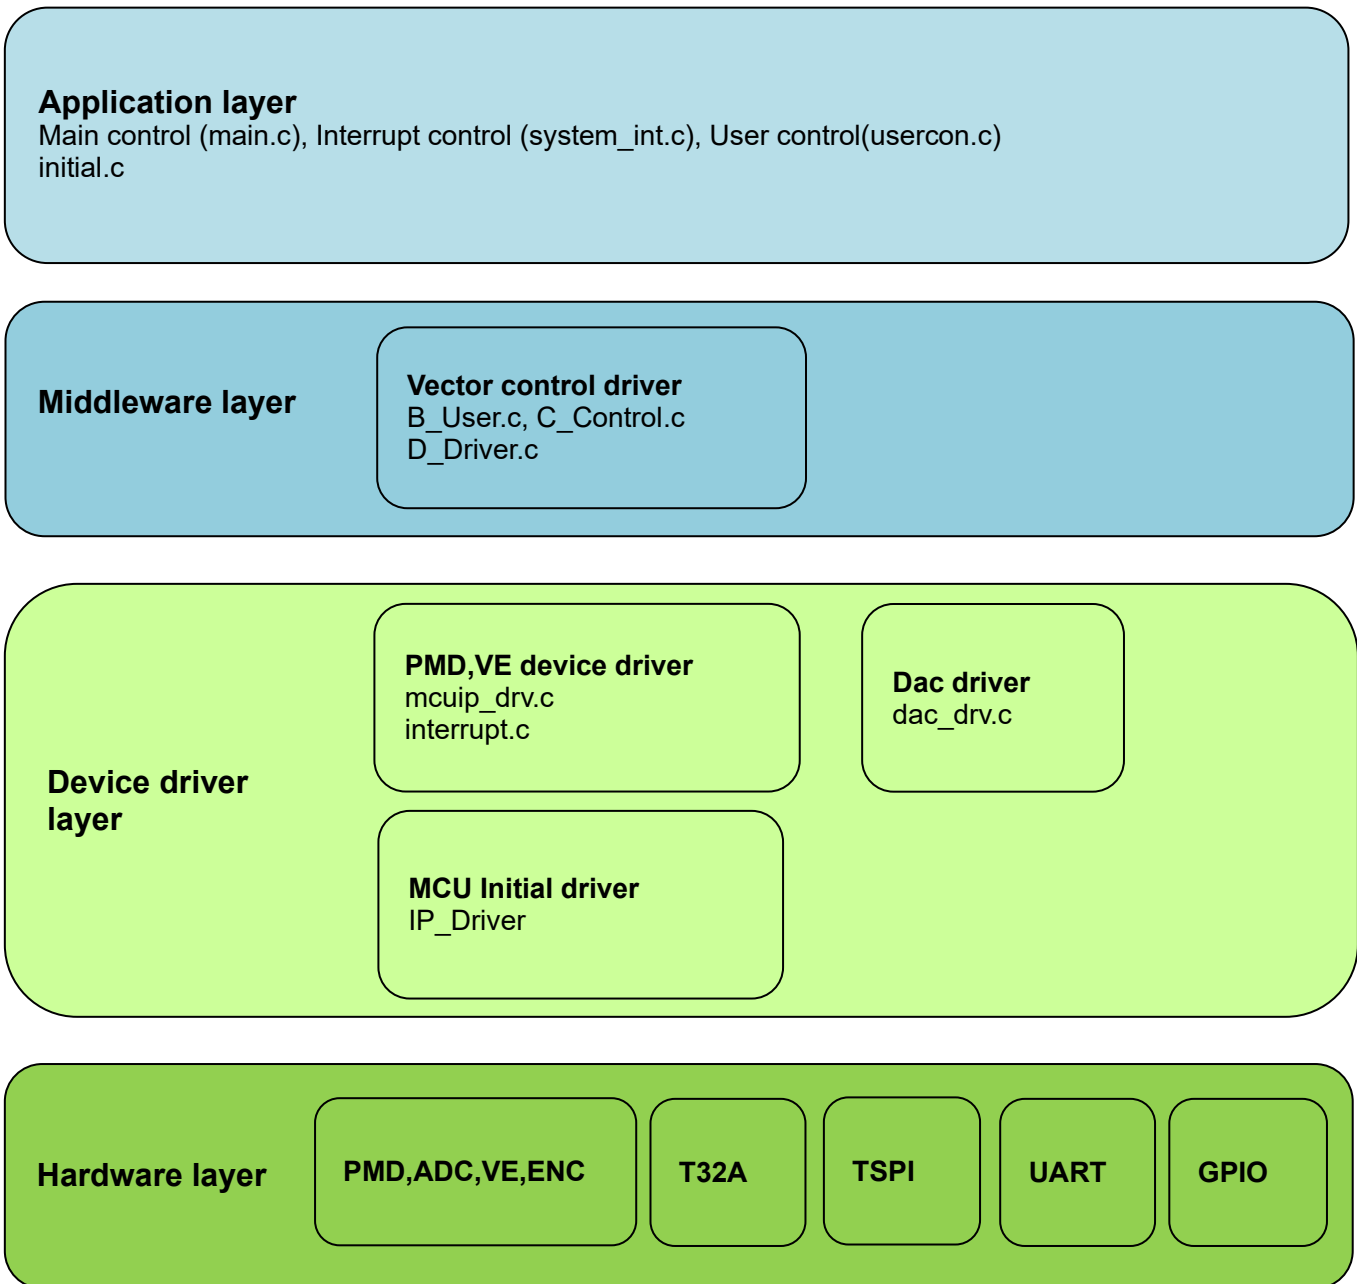 Application layer
Main control (main.c), Interrupt control (system_int.c), User control(usercon.c)
initial.c
Middleware layer
Vector control driver
B_User.c, C_Control.c
D_Driver.c
Device driver
layer
PMD,VE device driver
mcuip_drv.c
interrupt.c
Dac driver
dac_drv.c
MCU Initial driver
IP_Driver
Hardware layer
PMD,ADC,VE,ENC
T32A
TSPI
UART
GPIO